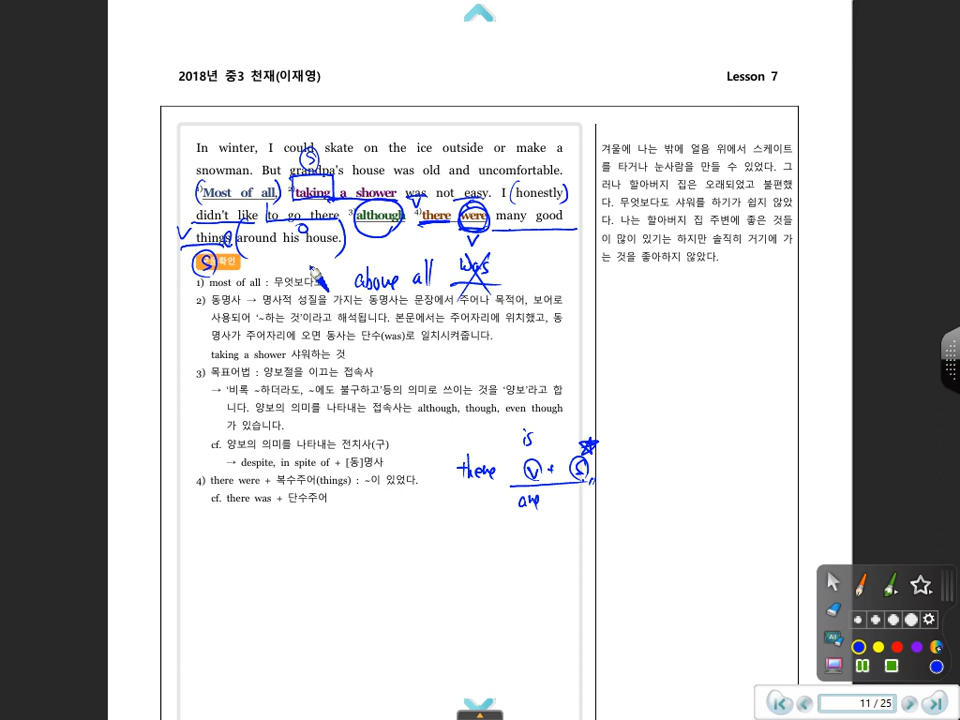 2018년 중3 천재(이재영)
Lesson 7
In winter, I could skate on the ice outside or make a
snowman. But grandpa's house was old and uncomfortable.
1)Most of all, 2)taking a shower was not easy. I honestly
didn't like to go there 3)although 4)there were many good
things around his house.
S
V
o
V
V
S
확인
above all
was
1) most of all : 무엇보다도
2) 동명사 → 명사적 성질을 가지는 동명사는 문장에서 주어나 목적어, 보어로
사용되어 '~하는 것'이라고 해석됩니다. 본문에서는 주어자리에 위치했고, 동
명사가 주어자리에 오면 동사는 단수(was)로 일치시켜줍니다.
taking a shower 샤워하는 것
3) 목표어법 : 양보절을 이끄는 접속사
→ '비록 ~하더라도, ~에도 불구하고'등의 의미로 쓰이는 것을 '양보'라고 합
니다. 양보의 의미를 나타내는 접속사는 although, though, even though
가 있습니다.
cf. 양보의 의미를 나타내는 전치사(구)
→ despite, in spite of + [동]명사
4) there were + 복수주어(things) : ~이 있었다.
cf. there was + 단수주어
is
there V + S
are
겨울에 나는 밖에 얼음 위에서 스케이트
를 타거나 눈사람을 만들 수 있었다. 그
러나 할아버지 집은 오래되었고 불편했
다. 무엇보다도 샤워를 하기가 쉽지 않았
다. 나는 할아버지 집 주변에 좋은 것들
이 많이 있기는 하지만 솔직히 거기에 가
는 것을 좋아하지 않았다.
11 / 25